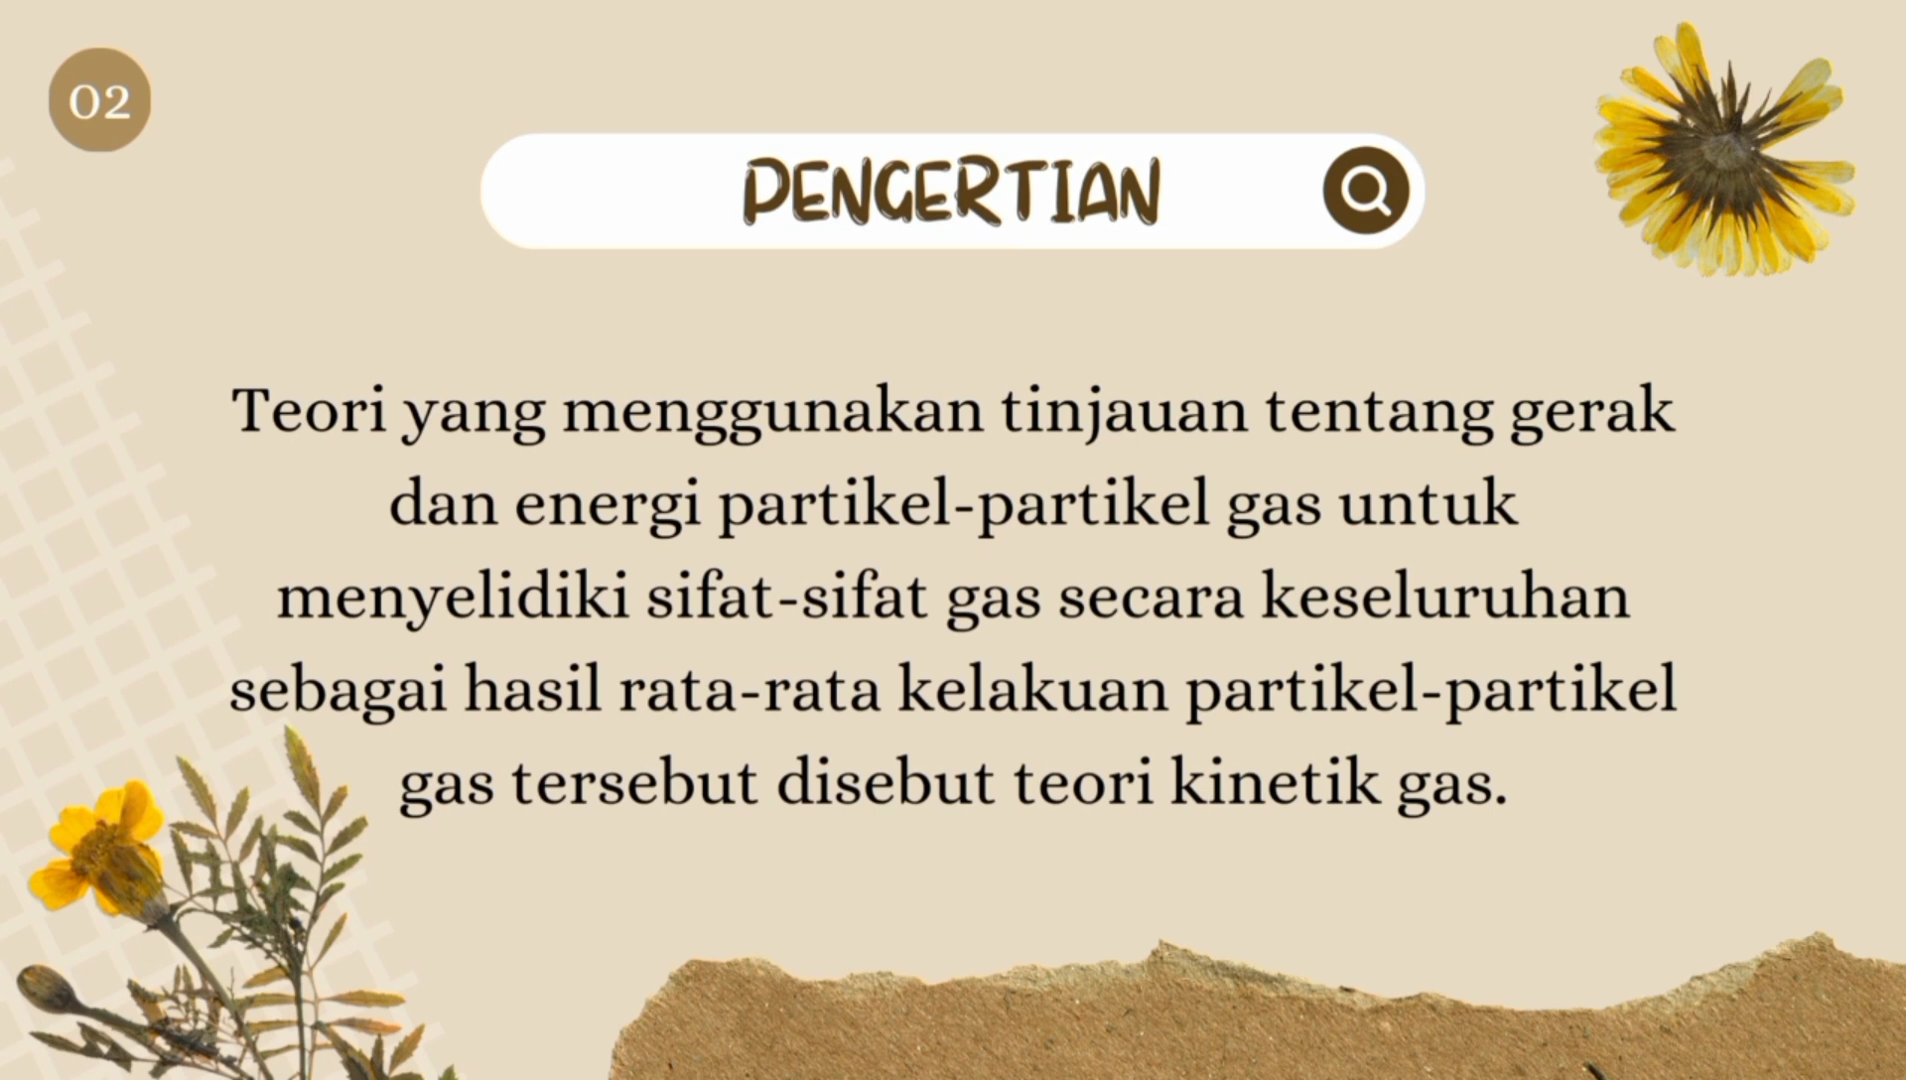 02
PENGERTIAN
Teori yang menggunakan tinjauan tentang gerak
dan energi partikel-partikel gas untuk
menyelidiki sifat-sifat gas secara keseluruhan
sebagai hasil rata-rata kelakuan partikel-partikel
gas tersebut disebut teori kinetik gas.